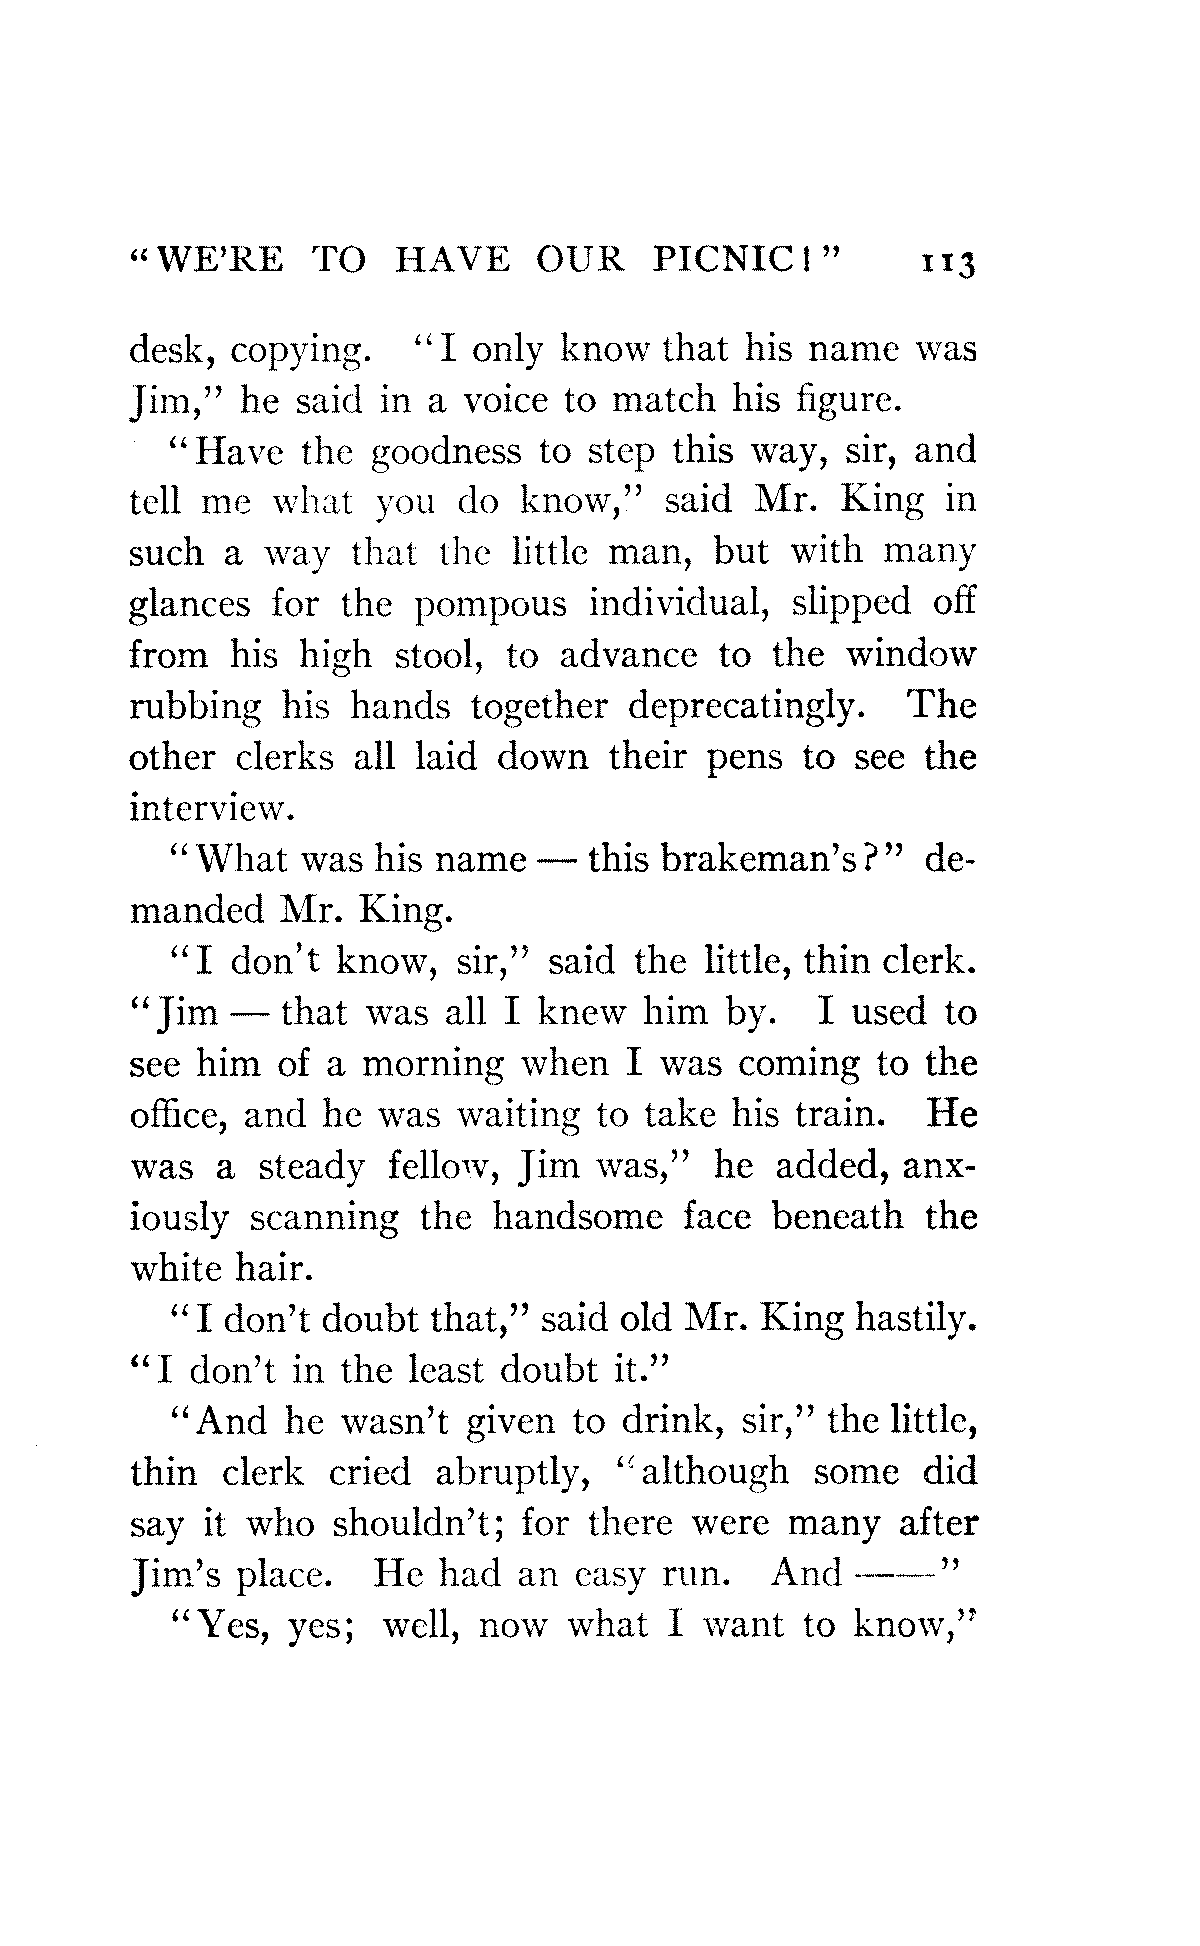 “WE’RE TO HAVE OUR PICNIC!” 113
desk, copying. “I only know that his name was
Jim,” he said in a voice to match his figure.
“Have the goodness to step this way, sir, and
tell me what you do know,” said Mr. King in
such a way that the little man, but with many
glances for the pompous individual, slipped off
from his high stool, to advance to the window
rubbing his hands together deprecatingly. The
other clerks all laid down their pens to see the
interview.
“What was his name — this brakeman’s?” de-
manded Mr. King.
“I don’t know, sir,” said the little, thin clerk.
“Jim — that was all I knew him by. I used to
see him of a morning when I was coming to the
office, and he was waiting to take his train. He
was a steady fellow, Jim was,” he added, anx-
iously scanning the handsome face beneath the
white hair.
“I don’t doubt that,” said old Mr. King hastily.
“I don’t in the least doubt it.”
“And he wasn’t given to drink, sir,” the little,
thin clerk cried abruptly, “although some did
say it who shouldn’t; for there were many after
Jim’s place. He had an easy run. And ——”
“Yes, yes; well, now what I want to know,”